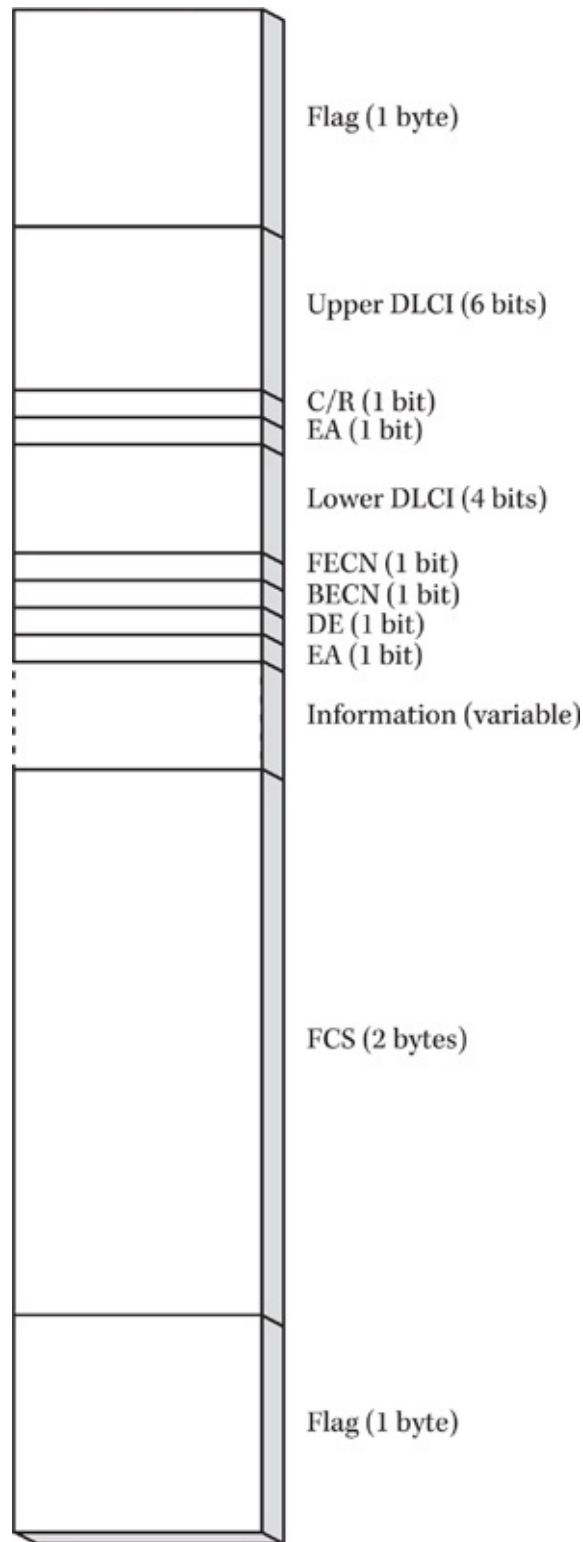 Flag (1 byte)
Upper DLCI (6 bits)
C/R (1 bit)
EA (1 bit)
Lower DLCI (4 bits)
FECN (1 bit)
BECN (1 bit)
DE (1 bit)
EA (1 bit)
Information (variable)
FCS (2 bytes)
Flag (1 byte)